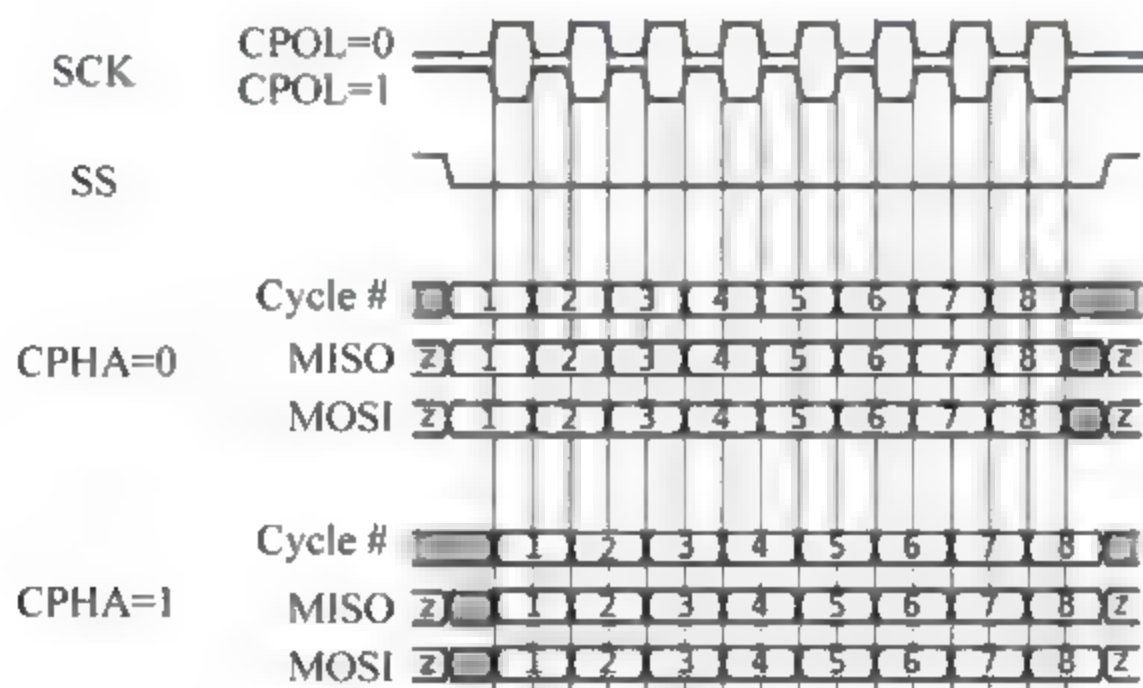 SCK CPOL=0
CPOL=1
SS
Cycle # 1 2 3 4 5 6 7 8
CPHA=0 MISO z 1 2 3 4 5 6 7 8 z
MOSI z 1 2 3 4 5 6 7 8 z
Cycle # 1 2 3 4 5 6 7 8
CPHA=1 MISO z 1 2 3 4 5 6 7 8 z
MOSI z 1 2 3 4 5 6 7 8 z